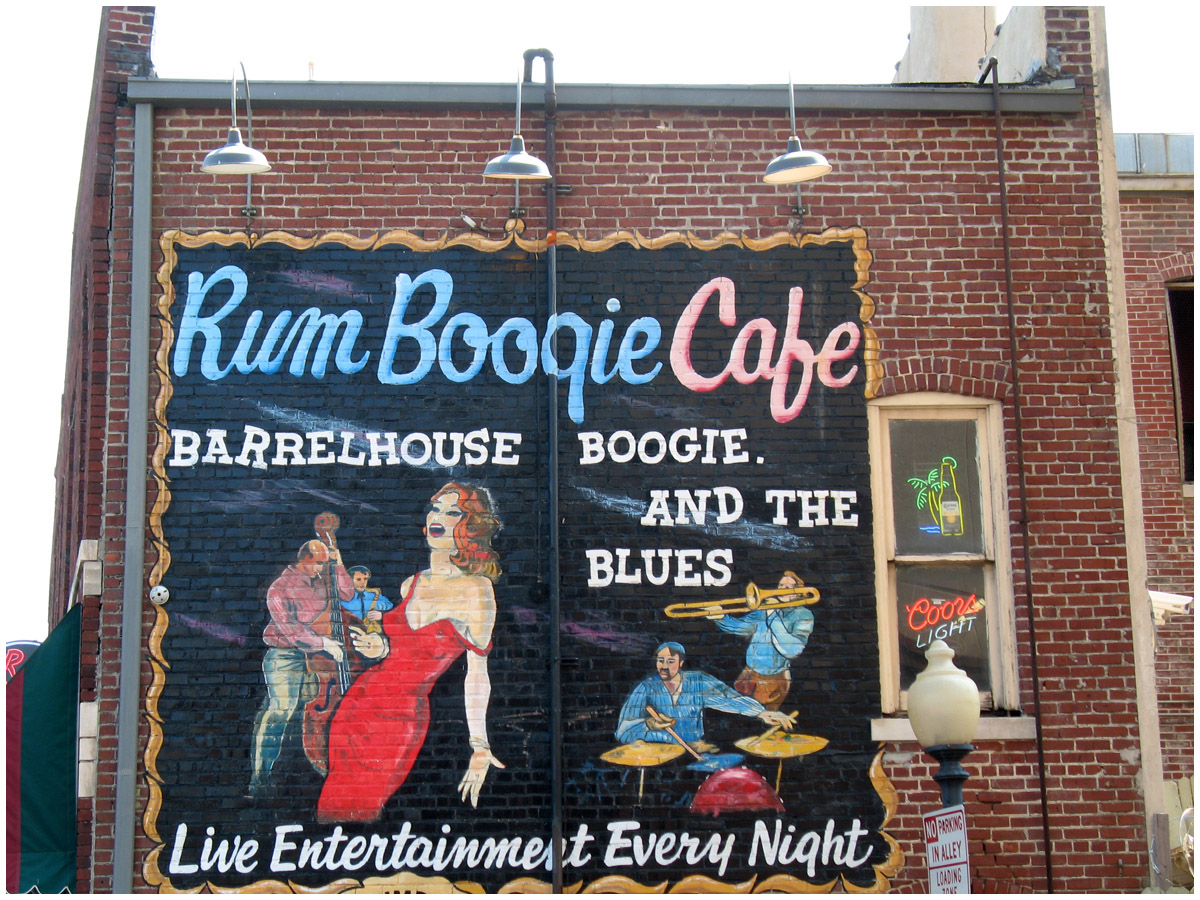 Rum Boogie Cafe
BARRELHOUSE BOOGIE.
AND THE
BLUES
Live Entertainment Every Night
Coors
LIGHT
NO PARKING
IN ALLEY
LOADING
ZONE